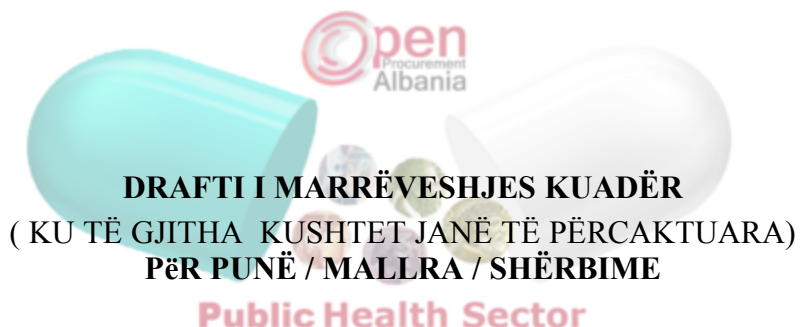 Open
Procurement
Albania
DRAFTI I MARRËVESHJES KUADËR
( KU TË GJITHA KUSHTET JANË TË PËRCAKTUARA)
PëR PUNË / MALLRA / SHËRBIME
Public Health Sector